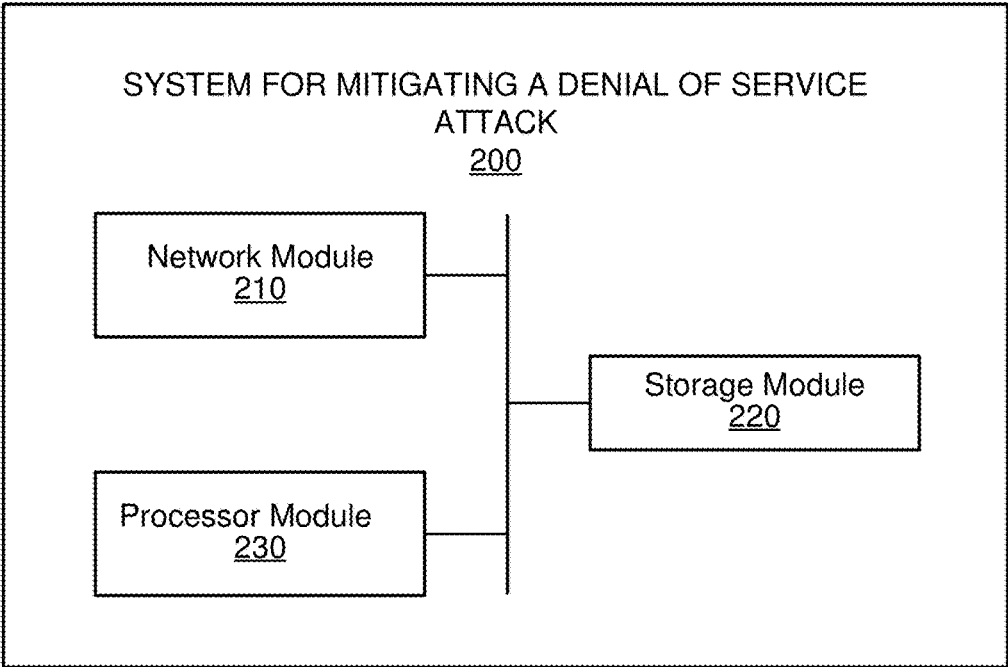 SYSTEM FOR MITIGATING A DENIAL OF SERVICE
ATTACK
200
Network Module
210
Storage Module
220
Processor Module
230